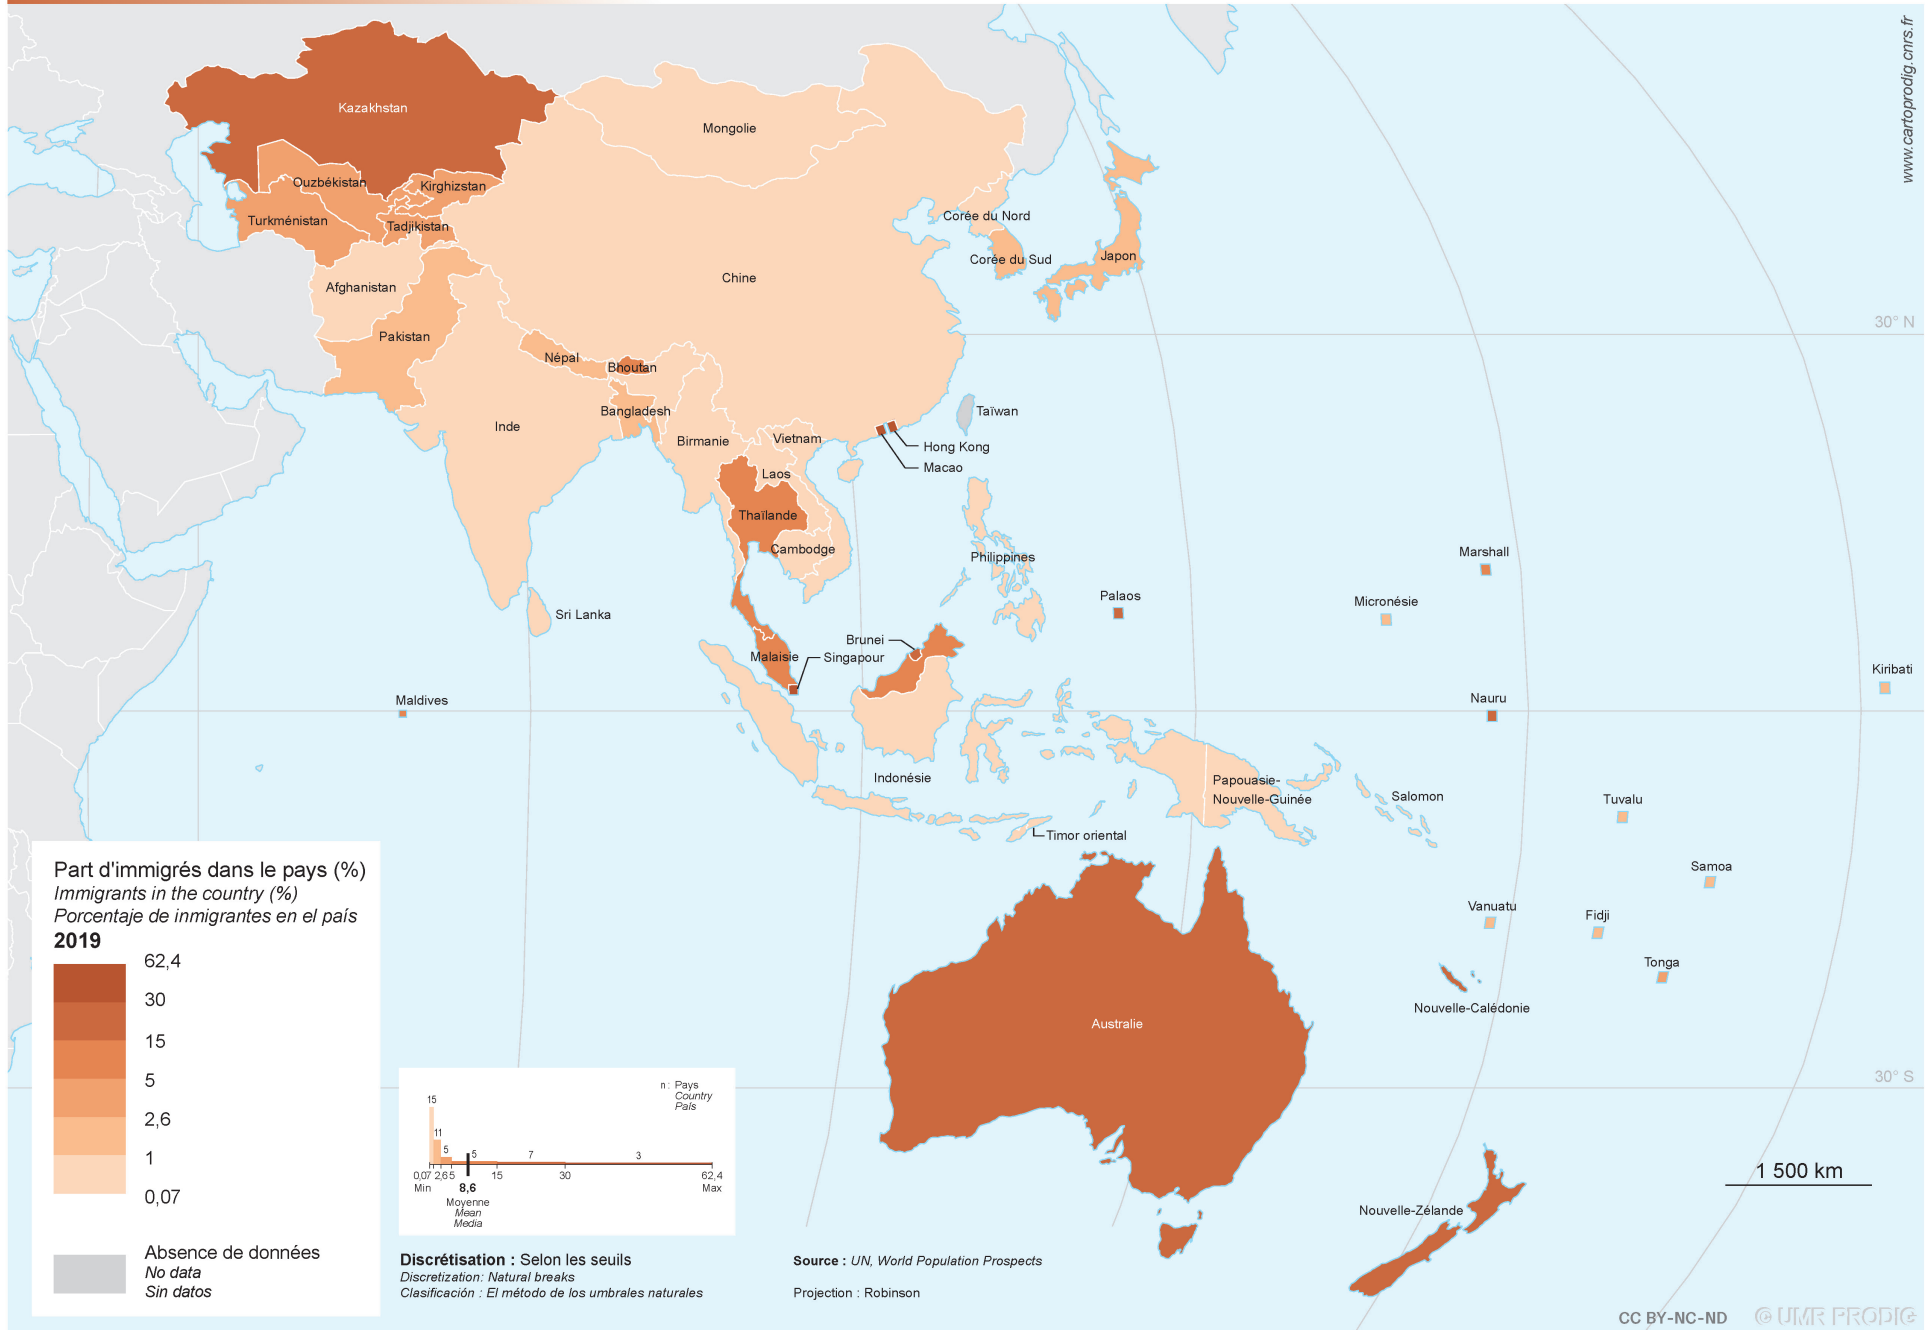 www.cartoprodig.cnrs.fr
Kazakhstan
Mongolie
Ouzbékistan
Kirghizstan
Turkménistan
Tadjikistan
Corée du Nord
Corée du Sud
Japon
Afghanistan
Chine
Pakistan
30° N
Népal
Bhoutan
Bangladesh
Taïwan
Inde
Birmanie
Vietnam
Hong Kong
Macao
Laos
Thaïlande
Cambodge
Philippines
Marshall
Palaos
Micronésie
Sri Lanka
Brunei
Malaisie
Singapour
Kiribati
Maldives
Nauru
Indonésie
Papouasie-
Nouvelle-Guinée
Salomon
Tuvalu
Timor oriental
Samoa
Vanuatu
Fidji
Tonga
Nouvelle-Calédonie
Australie
30° S
Nouvelle-Zélande
1 500 km
Part d'immigrés dans le pays (%)
Immigrants in the country (%)
Porcentaje de inmigrantes en el país
2019
62,4
30
15
5
2,6
1
0,07
Absence de données
No data
Sin datos
n : Pays
Country
País
15
11
5
5
7
3
0,07 2,6 5 15 30 62,4
Min Max
8,6
Moyenne
Mean
Media
Discrétisation : Selon les seuils
Discretization: Natural breaks
Clasificación : El método de los umbrales naturales
Source : UN, World Population Prospects
Projection : Robinson
CC BY-NC-ND
© UMR PRODIG